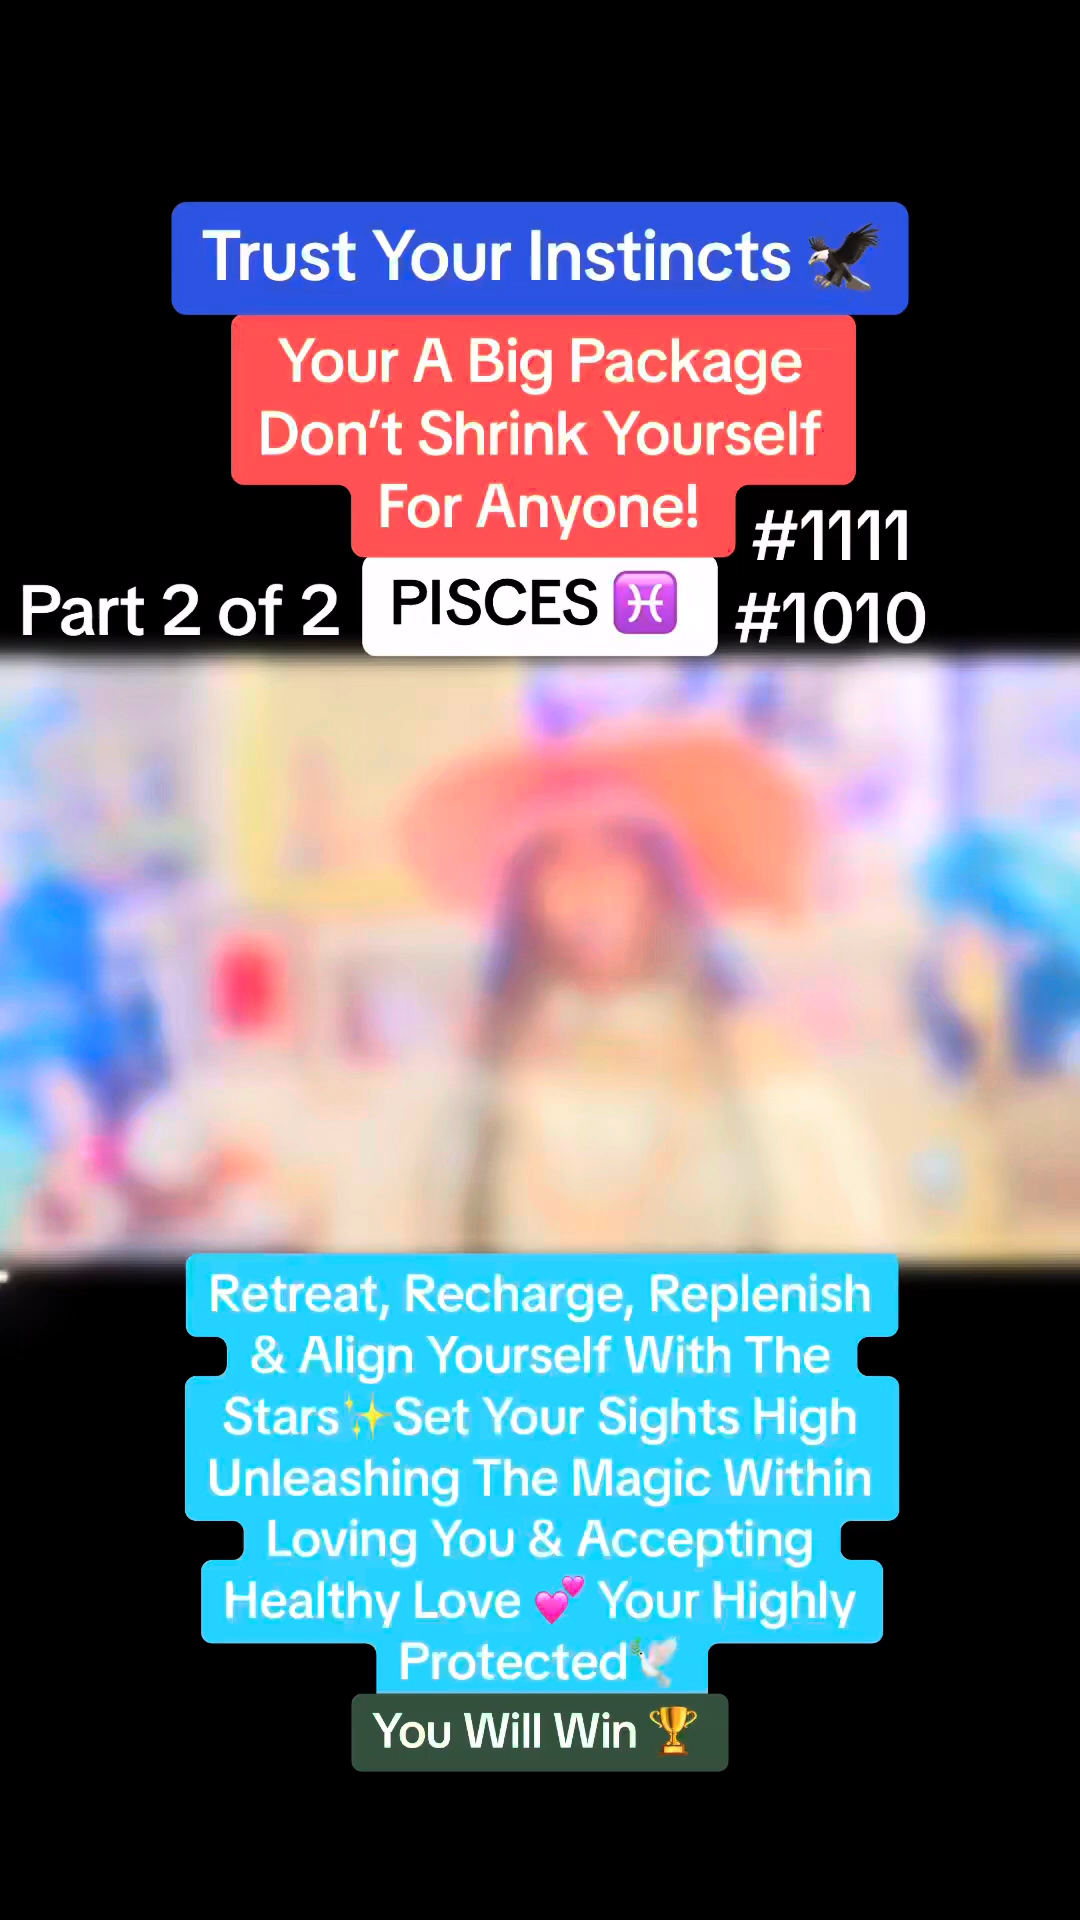 Trust Your Instincts 🦅
Your A Big Package
Don’t Shrink Yourself
For Anyone!
#1111
Part 2 of 2
PISCES ♓
#1010
Retreat, Recharge, Replenish
& Align Yourself With The
Stars✨Set Your Sights High
Unleashing The Magic Within
Loving You & Accepting
Healthy Love 💕 Your Highly
Protected🕊️
You Will Win 🏆